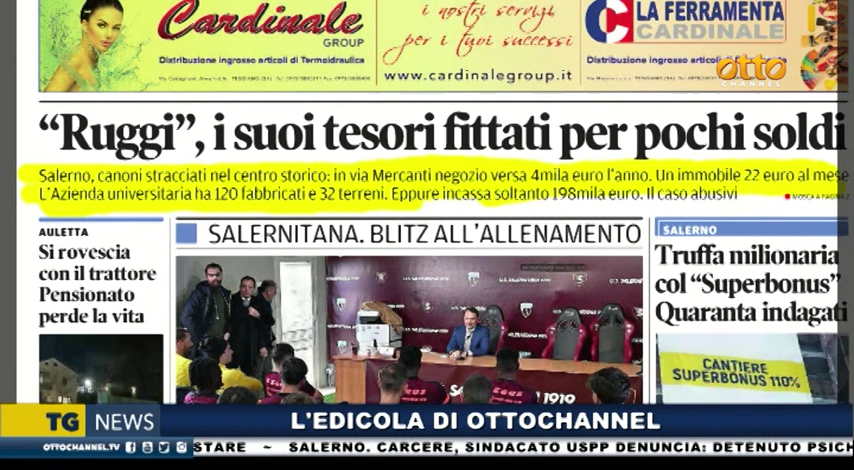 Cardinale
GROUP
Distribuzione ingrosso articoli di Termoidraulica
i nostri servizi
per i tuoi successi
www.cardinalegroup.it
LA FERRAMENTA
CARDINALE
Distribuzione ingrosso articoli di
otto
CHANNEL
“Ruggi”, i suoi tesori fittati per pochi soldi
Salerno, canoni stracciati nel centro storico: in via Mercanti negozio versa 4mila euro l’anno. Un immobile 22 euro al mese
L’Azienda universitaria ha 120 fabbricati e 32 terreni. Eppure incassa soltanto 198mila euro. Il caso abusivi
MOSCA A PAGINA 2
AULETTA
Si rovescia
con il trattore
Pensionato
perde la vita
SALERNITANA. BLITZ ALL’ALLENAMENTO
SALERNO
Truffa milionaria
col “Superbonus”
Quaranta indagati
CANTIERE
SUPERBONUS 110%
1919
TG NEWS
L'EDICOLA DI OTTOCHANNEL
OTTOCHANNEL.TV
STARE ~ SALERNO. CARCERE, SINDACATO USPP DENUNCIA: DETENUTO PSICH